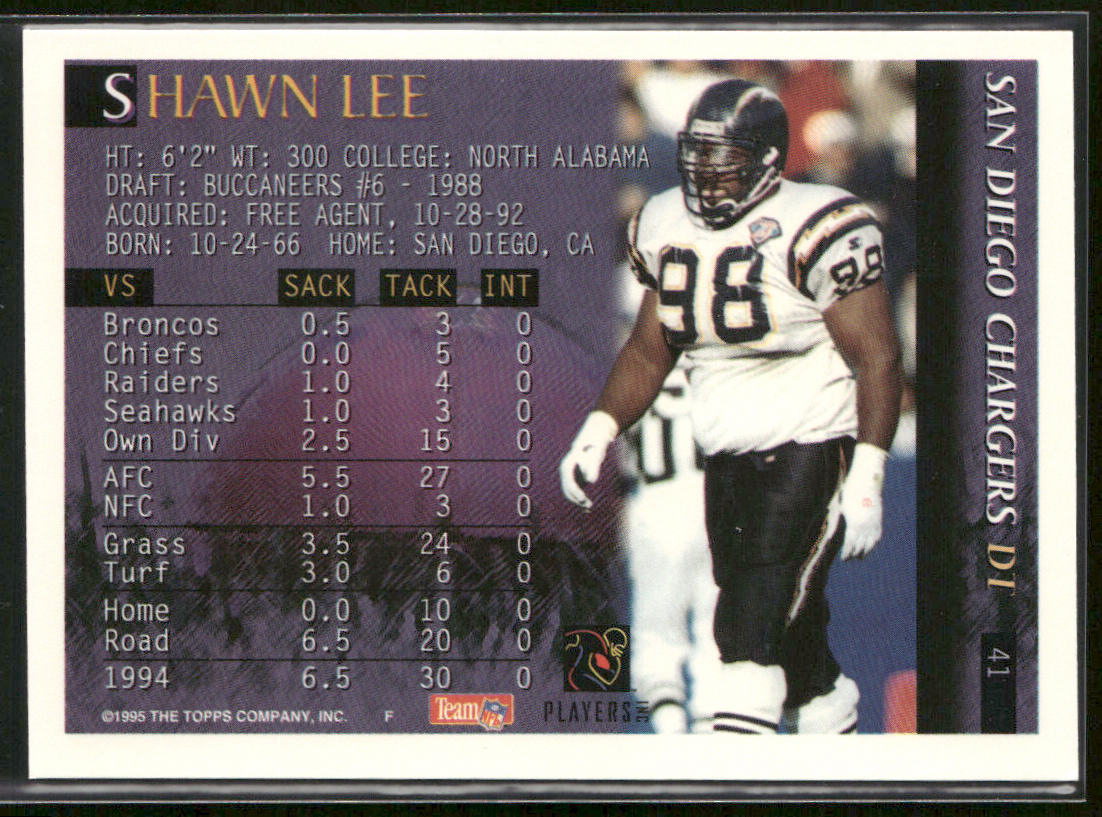 SHAWN LEE
HT: 6'2" WT: 300 COLLEGE: NORTH ALABAMA
DRAFT: BUCCANEERS #6 - 1988
ACQUIRED: FREE AGENT, 10-28-92
BORN: 10-24-66 HOME: SAN DIEGO, CA
VS SACK TACK INT
Broncos 0.5 3 0
Chiefs 0.0 5 0
Raiders 1.0 4 0
Seahawks 1.0 3 0
Own Div 2.5 15 0
AFC 5.5 27 0
NFC 1.0 3 0
Grass 3.5 24 0
Turf 3.0 6 0
Home 0.0 10 0
Road 6.5 20 0
1994 6.5 30 0
©1995 THE TOPPS COMPANY, INC. F
Team NFL
PLAYERS INC
98
98
SAN DIEGO CHARGERS DT
41